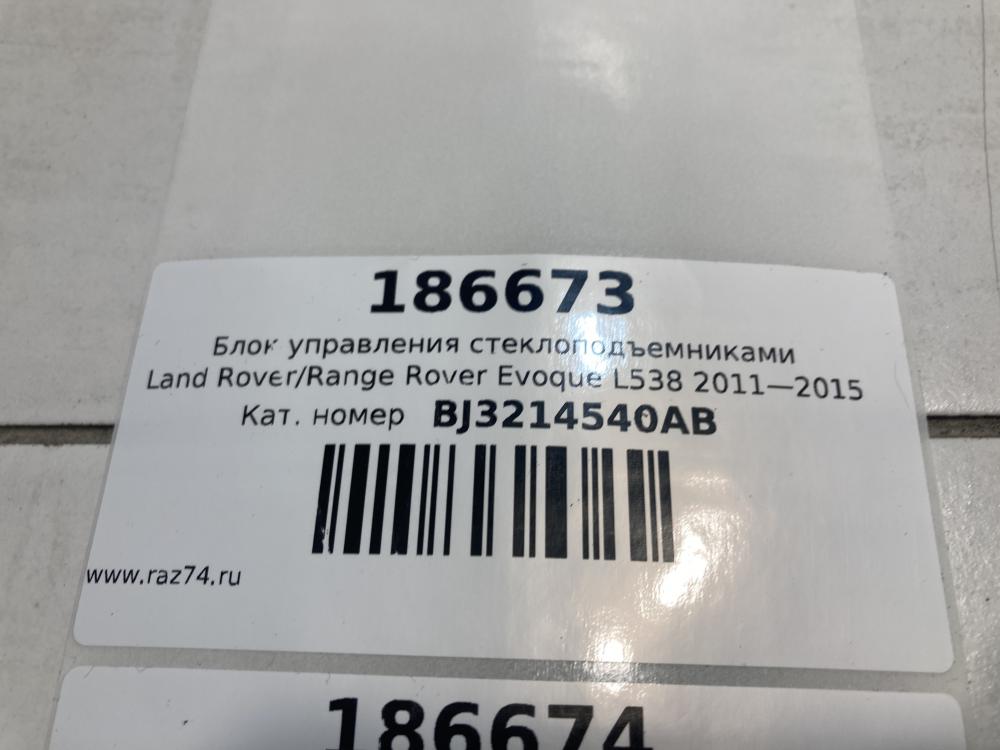 186673
Блок управления стеклоподъемниками
Land Rover/Range Rover Evoque L538 2011—2015
Кат. номер BJ3214540AB
www.raz74.ru
186674